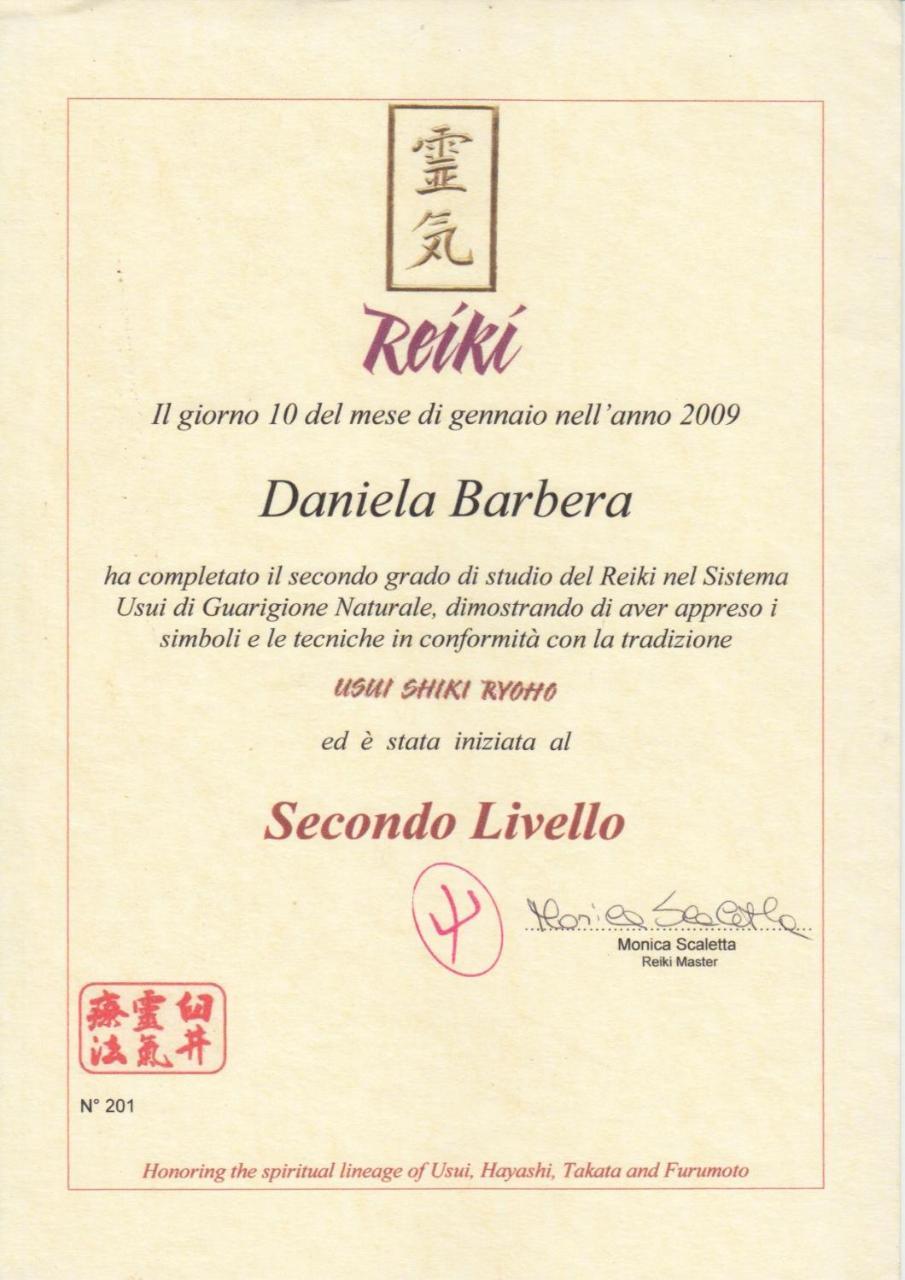 霊気
Reiki
Il giorno 10 del mese di gennaio nell'anno 2009
Daniela Barbera
ha completato il secondo grado di studio del Reiki nel Sistema
Usui di Guarigione Naturale, dimostrando di aver appreso i
simboli e le tecniche in conformità con la tradizione
USUI SHIKI RYOHO
ed è stata iniziata al
Secondo Livello
Monica Scaletta
Monica Scaletta
Reiki Master
臼井
靈氣
療法
N° 201
Honoring the spiritual lineage of Usui, Hayashi, Takata and Furumoto